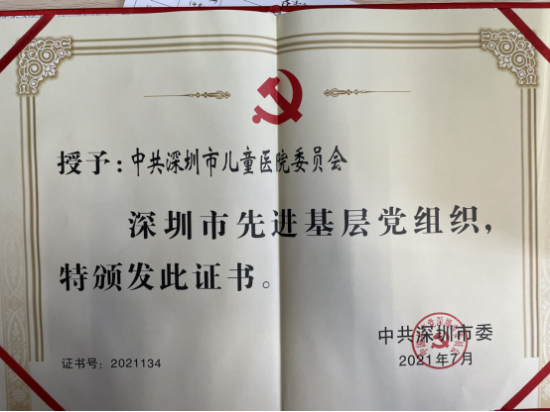 授予：中共深圳市儿童医院委员会
深圳市先进基层党组织，
特颁发此证书。
中共深圳市委
2021年7月
证书号：2021134